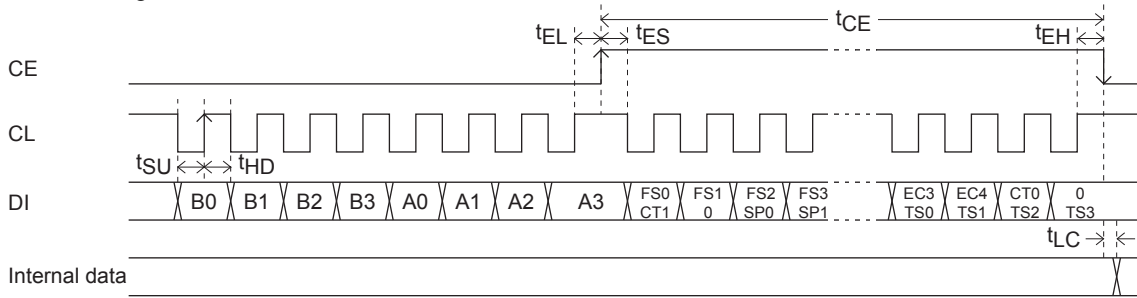 tCE
tEL tES tEH
CE
CL
tSU tHD
DI B0 B1 B2 B3 A0 A1 A2 A3 FS0 FS1 FS2 FS3 EC3 EC4 CT0 0
CT1 0 SP0 SP1 TS0 TS1 TS2 TS3
tLC
Internal data